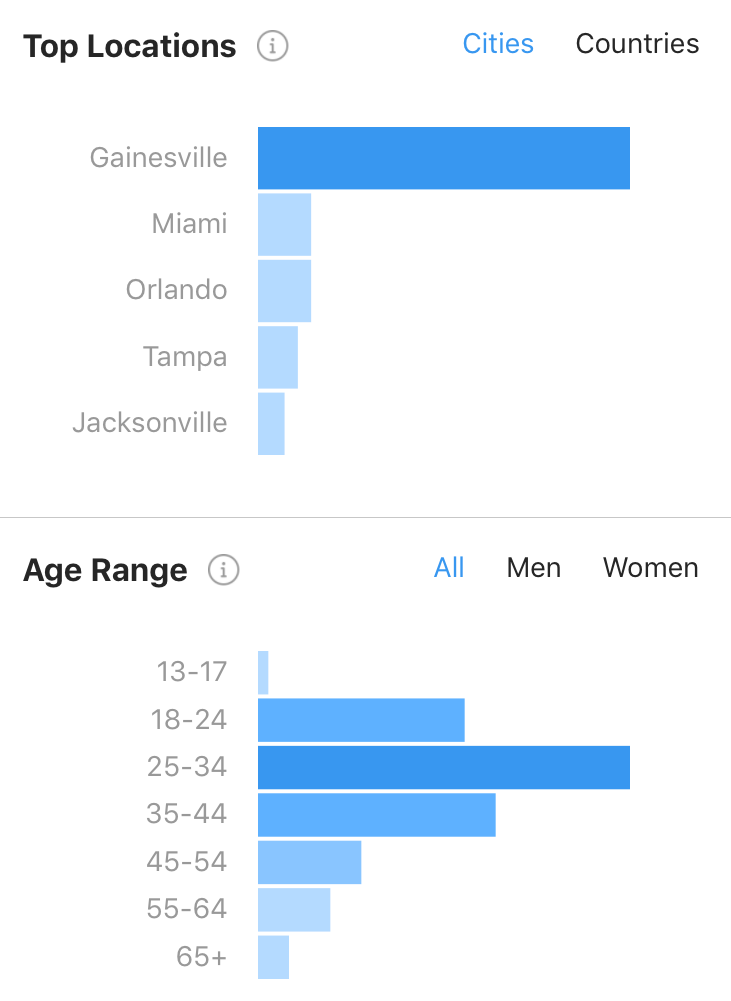 Top Locations Cities Countries
Gainesville
Miami
Orlando
Tampa
Jacksonville
Age Range All Men Women
13-17
18-24
25-34
35-44
45-54
55-64
65+